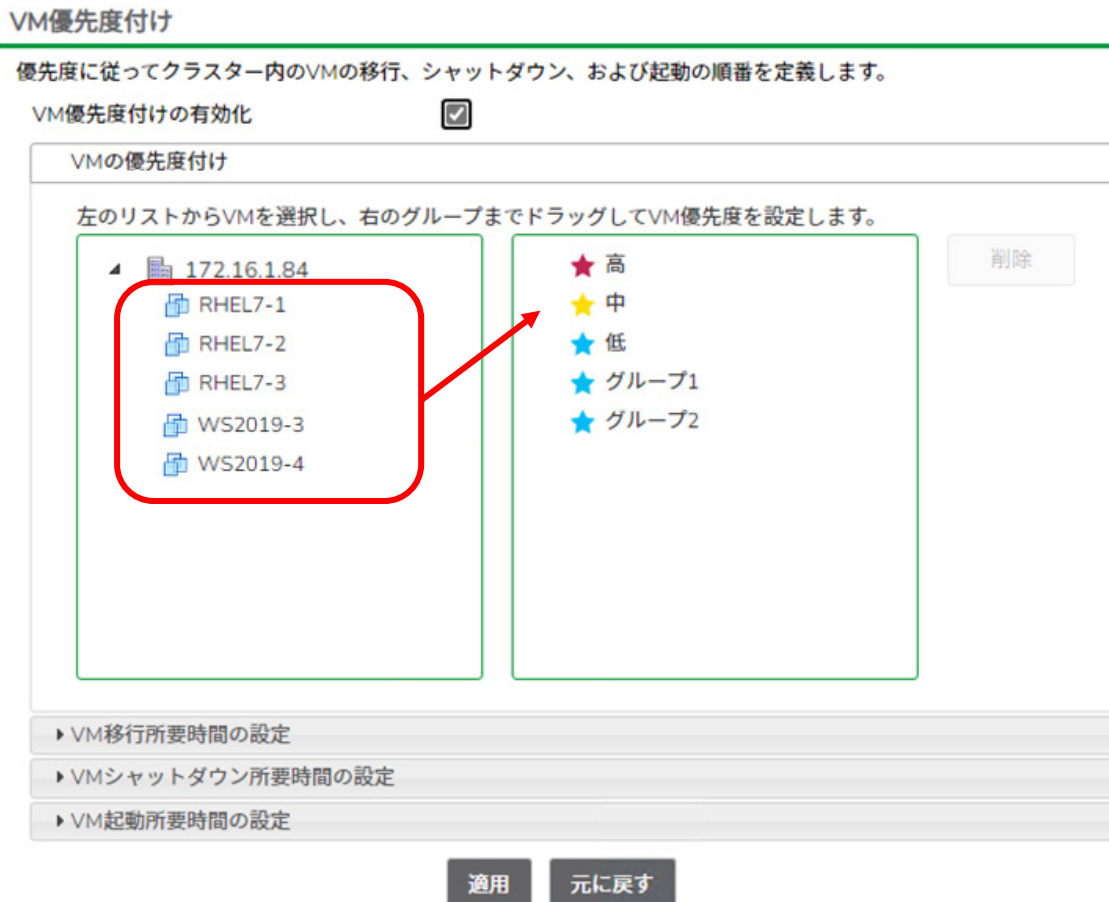 VM優先度付け
優先度に従ってクラスター内のVMの移行、シャットダウン、および起動の順番を定義します。
VM優先度付けの有効化
VMの優先度付け
左のリストからVMを選択し、右のグループまでドラッグしてVM優先度を設定します。
172.16.1.84
RHEL7-1
RHEL7-2
RHEL7-3
WS2019-3
WS2019-4
高
中
低
グループ1
グループ2
削除
VM移行所要時間の設定
VMシャットダウン所要時間の設定
VM起動所要時間の設定
適用
元に戻す